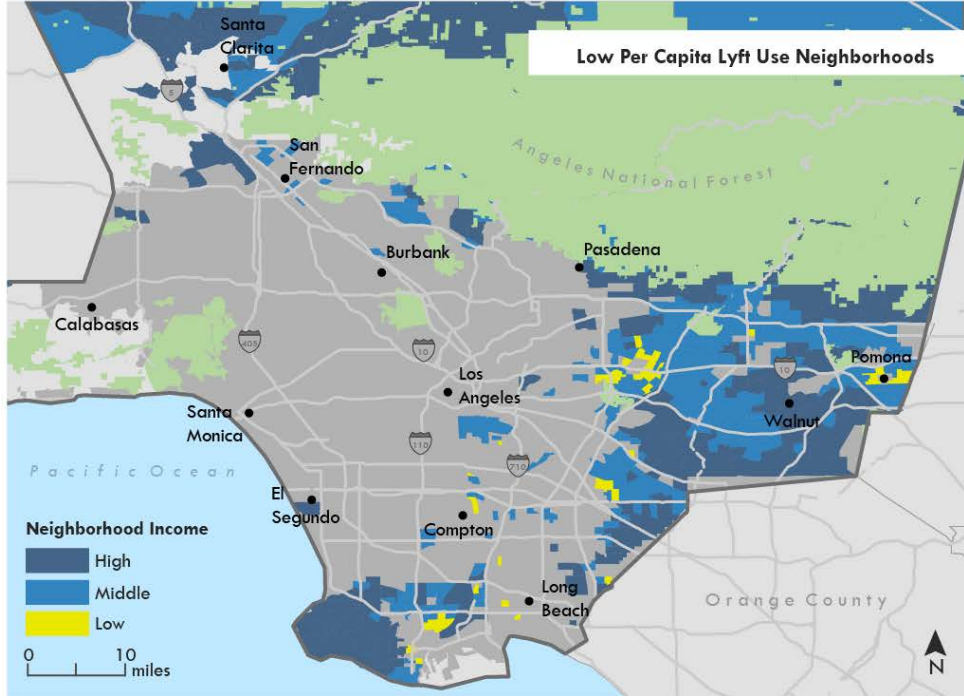 Low Per Capita Lyft Use Neighborhoods
Santa
Clarita
5
San
Fernando
Angeles National Forest
Burbank
Pasadena
Calabasas
405
10
Los
Angeles
10
Pomona
Walnut
Santa
Monica
110
710
Pacific Ocean
El
Segundo
Compton
Long
Beach
Orange County
Neighborhood Income
High
Middle
Low
0 10
miles
N